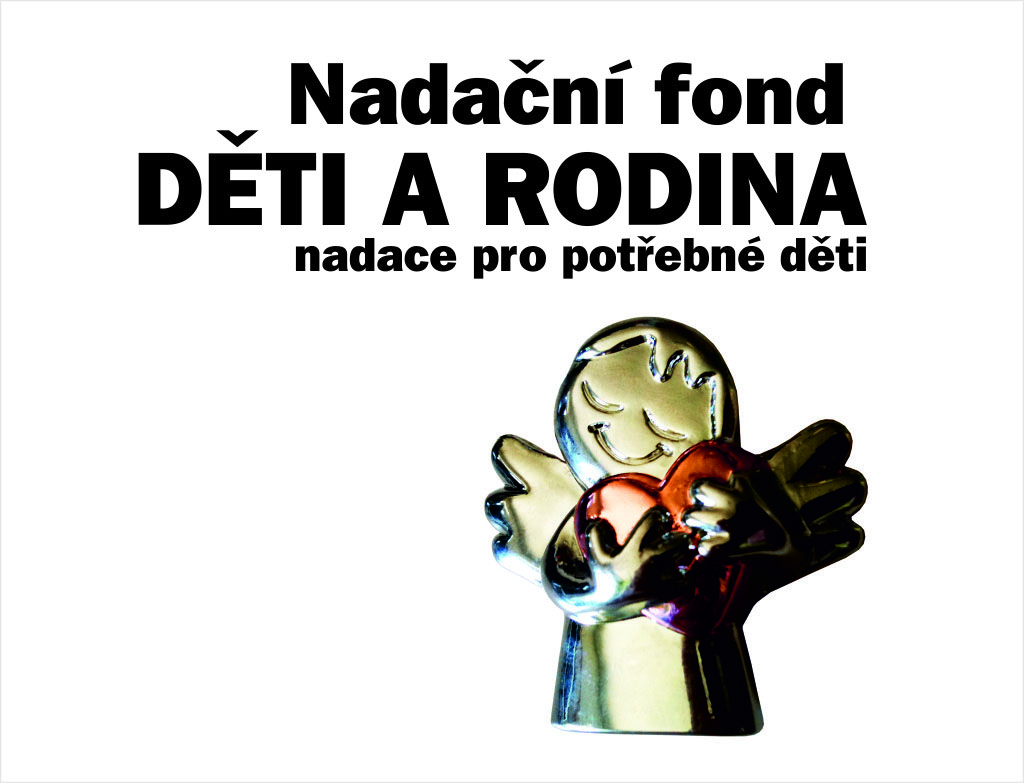 Nadační fond
DĚTI A RODINA
nadace pro potřebné děti